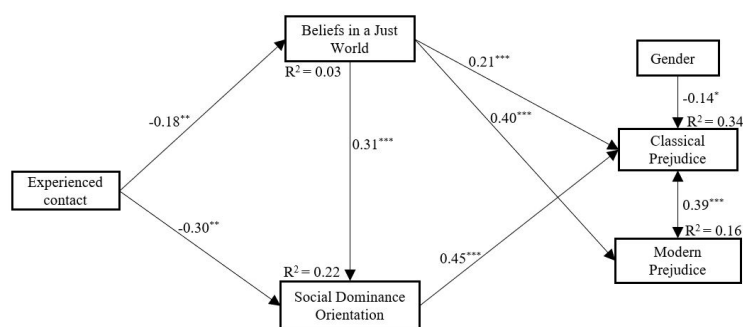 Beliefs in a Just
World
R² = 0.03
Gender
0.21***
-0.14*
R² = 0.34
-0.18**
0.40***
0.31***
Classical
Prejudice
Experienced
contact
0.39***
-0.30**
R² = 0.16
0.45***
Modern
Prejudice
R² = 0.22
Social Dominance
Orientation